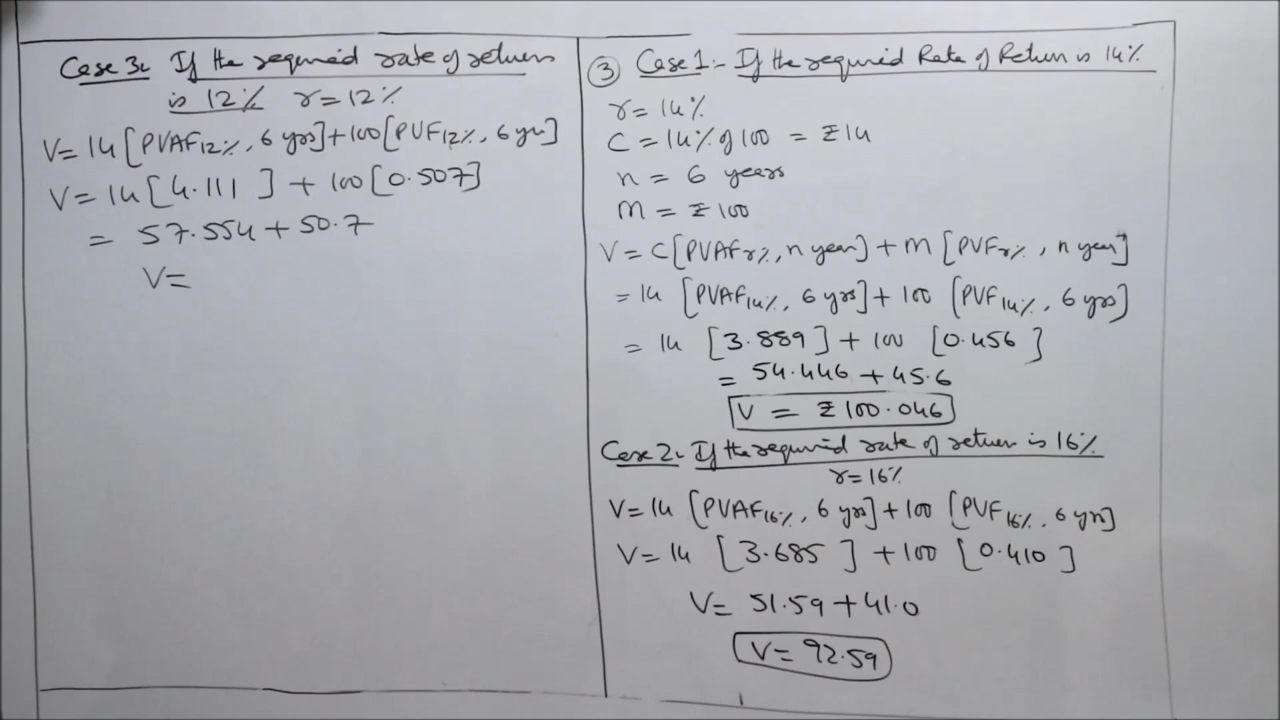 Case 3:- If the required rate of return
is 12% r=12%
V= 14 [PVAF12%, 6 yrs]+100[PVF12%, 6 yrs]
V= 14 [4.111 ] + 100 [0.507]
= 57.554 + 50.7
V=
③ Case 1:- If the required Rate of Return is 14%
r= 14%
C = 14% of 100 = ₹14
n = 6 years
M = ₹100
V = C[PVAFr%, n year] + M [PVFr%, n year]
= 14 [PVAF14%, 6 yrs] + 100 [PVF14%, 6 yrs]
= 14 [3.889] + 100 [0.456 ]
= 54.446 + 45.6
V = ₹100.046
Case 2:- If the required rate of return is 16%
r=16%
V= 14 [PVAF16%, 6 yrs] + 100 [PVF16%, 6 yrs]
V= 14 [3.685 ] + 100 [0.410 ]
V= 51.59 + 41.0
V= 92.59